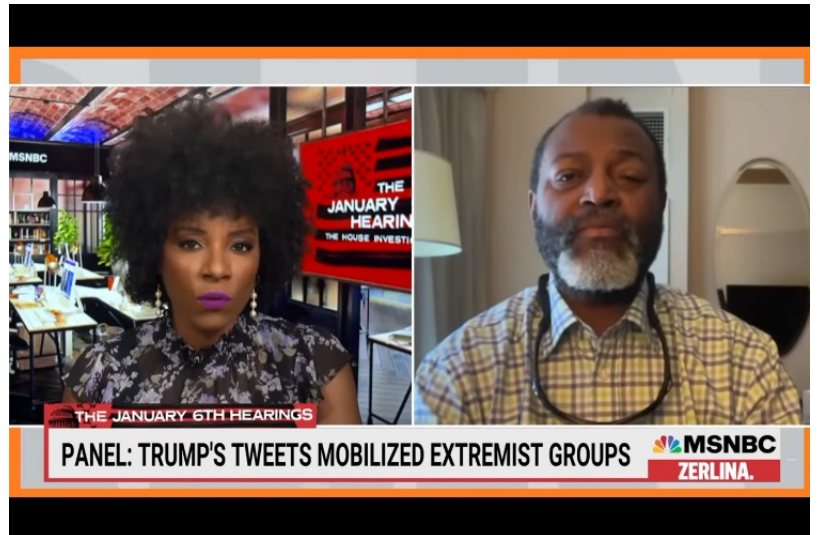 MSNBC
THE
JANUARY
HEARIN
THE HOUSE INVESTI
THE JANUARY 6TH HEARINGS
PANEL: TRUMP'S TWEETS MOBILIZED EXTREMIST GROUPS
MSNBC
ZERLINA.